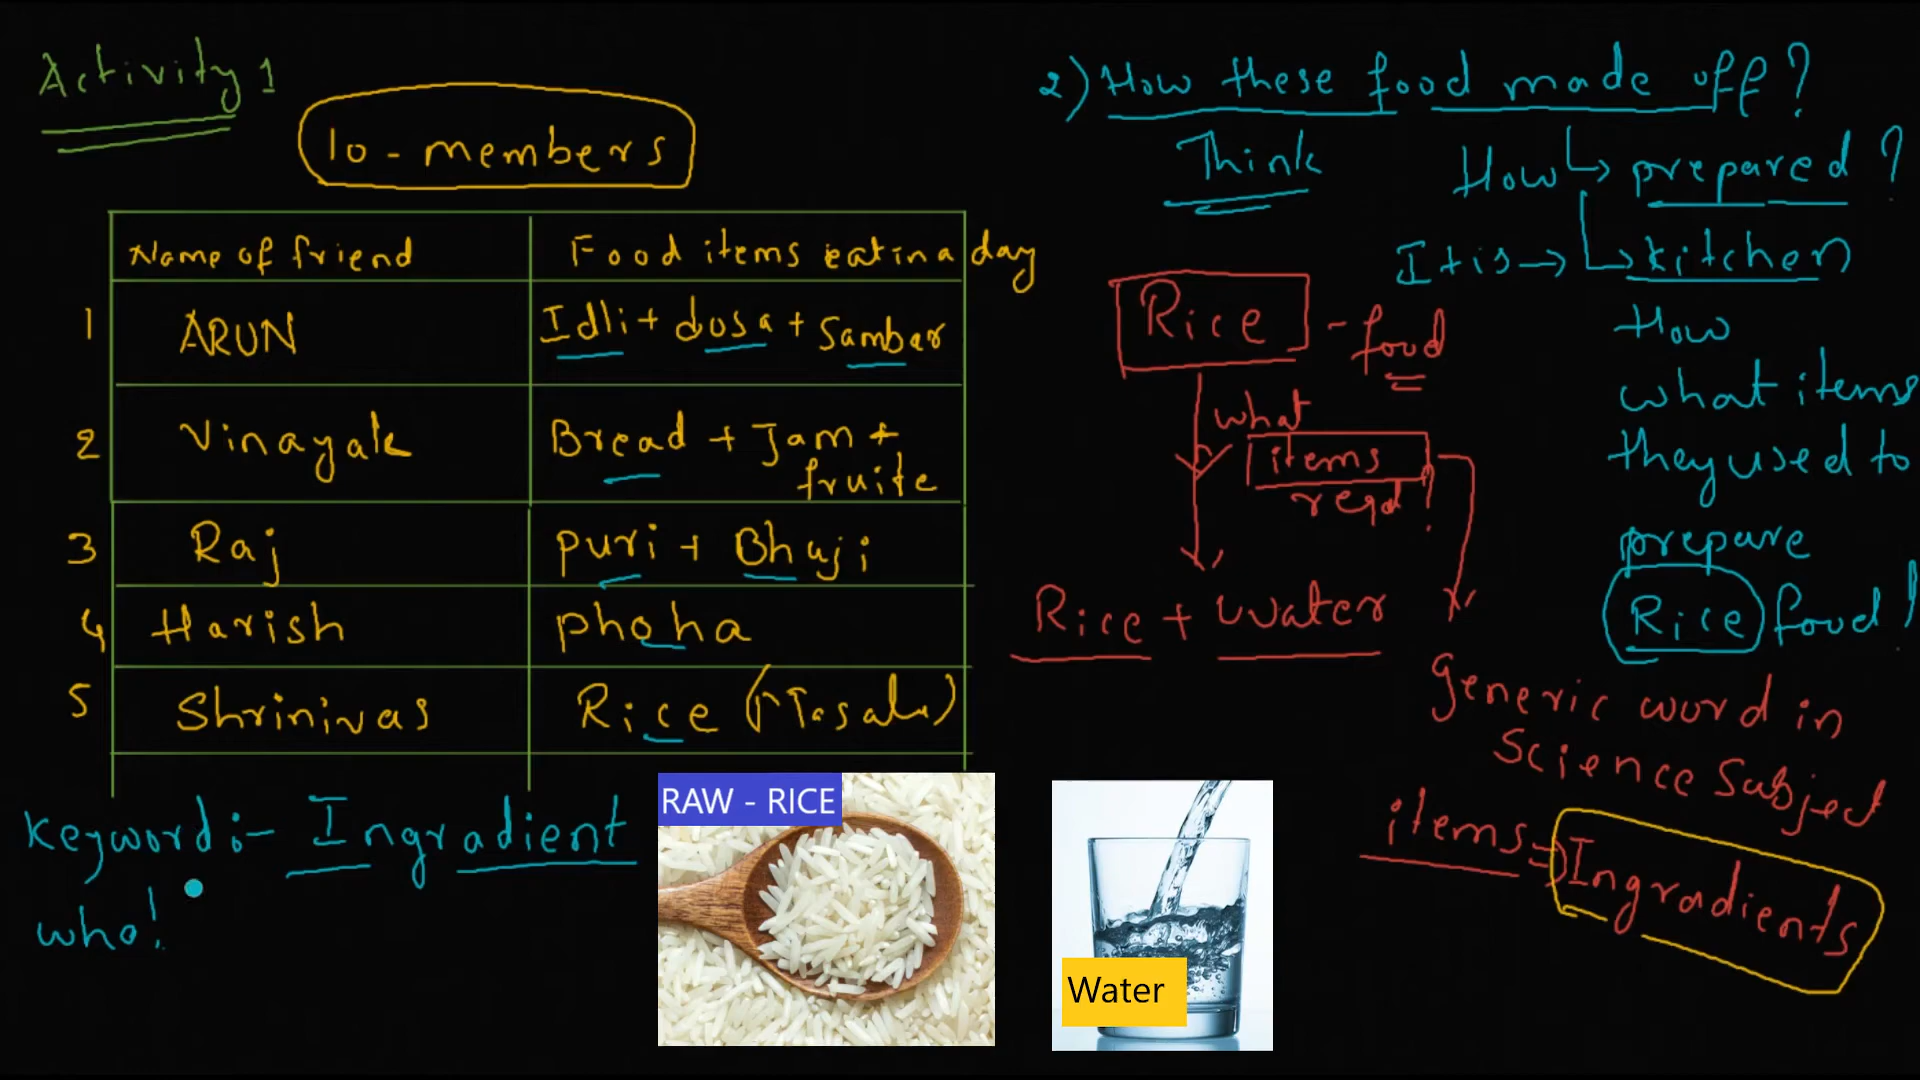 Activity 1
10 - members
Name of friend Food items eat in a day
1 ARUN Idli + dosa + Sambar
2 Vinayak Bread + Jam +
fruite
3 Raj puri + Bhaji
4 Harish phoha
5 Shrinivas Rice (Masala)
Keyword :- Ingradient
who!
RAW - RICE
Water
2) How these food made off?
Think
How prepared ?
It is kitchen
Rice - food
what
items
reqd ?
Rice + water
How
what items
they used to
prepare
Rice food!
generic word in
Science Subject
items = Ingradients